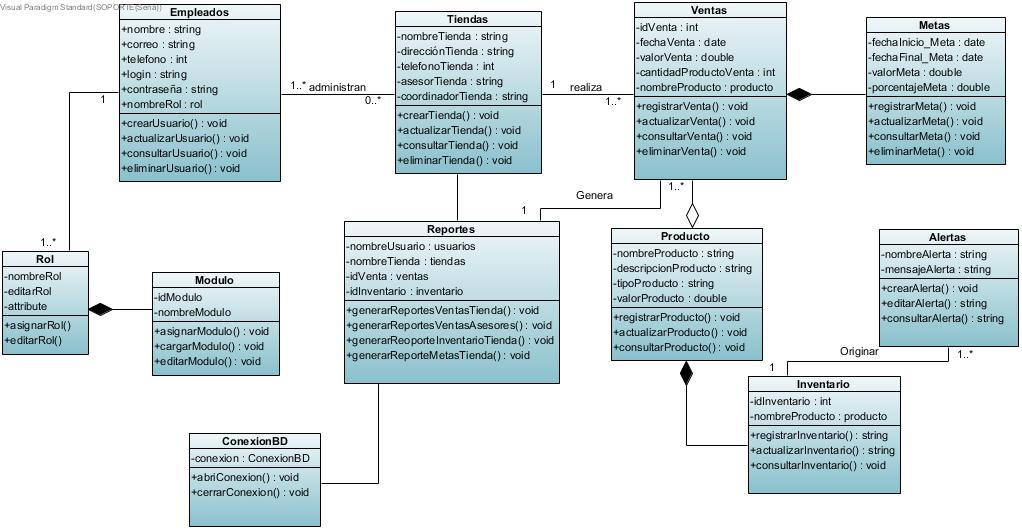 Visual Paradigm Standard(SOPORTE(Sena))
Empleados
+nombre : string
+correo : string
+telefono : int
+login : string
+contraseña : string
+nombreRol : rol
+crearUsuario() : void
+actualizarUsuario() : void
+consultarUsuario() : void
+eliminarUsuario() : void
1..* administran
0..*
Tiendas
-nombreTienda : string
-direcciónTienda : string
-telefonoTienda : int
-asesorTienda : string
-coordinadorTienda : string
+crearTienda() : void
+actualizarTienda() : void
+consultarTienda() : void
+eliminarTienda() : void
1 realiza
1..*
Ventas
-idVenta : int
-fechaVenta : date
-valorVenta : double
-cantidadProductoVenta : int
-nombreProducto : producto
+registrarVenta() : void
+actualizarVenta() : void
+consultarVenta() : void
+eliminarVenta() : void
Metas
-fechaInicio_Meta : date
-fechaFinal_Meta : date
-valorMeta : double
-porcentajeMeta : double
+registrarMeta() : void
+actualizarMeta() : void
+consultarMeta() : void
+eliminarMeta() : void
1
1..*
Genera
1
1..*
Rol
-nombreRol
-editarRol
-attribute
+asignarRol()
+editarRol()
Modulo
-idModulo
-nombreModulo
+asignarModulo() : void
+cargarModulo() : void
+editarModulo() : void
Reportes
-nombreUsuario : usuarios
-nombreTienda : tiendas
-idVenta : ventas
-idInventario : inventario
+generarReportesVentasTienda() : void
+generarReportesVentasAsesores() : void
+generarReoporteInventarioTienda() : void
+generarReporteMetasTienda() : void
Producto
-nombreProducto : string
-descripcionProducto : string
-tipoProducto : string
-valorProducto : double
+registrarProducto() : void
+actualizarProducto() : void
+consultarProducto() : void
Alertas
-nombreAlerta : string
-mensajeAlerta : string
+crearAlerta() : void
+editarAlerta() : string
+consultarAlerta() : string
Originar
1..*
1
Inventario
-idInventario : int
-nombreProducto : producto
+registrarInventario() : string
+actualizarInventario() : string
+consultarInventario() : void
ConexionBD
-conexion : ConexionBD
+abriConexion() : void
+cerrarConexion() : void